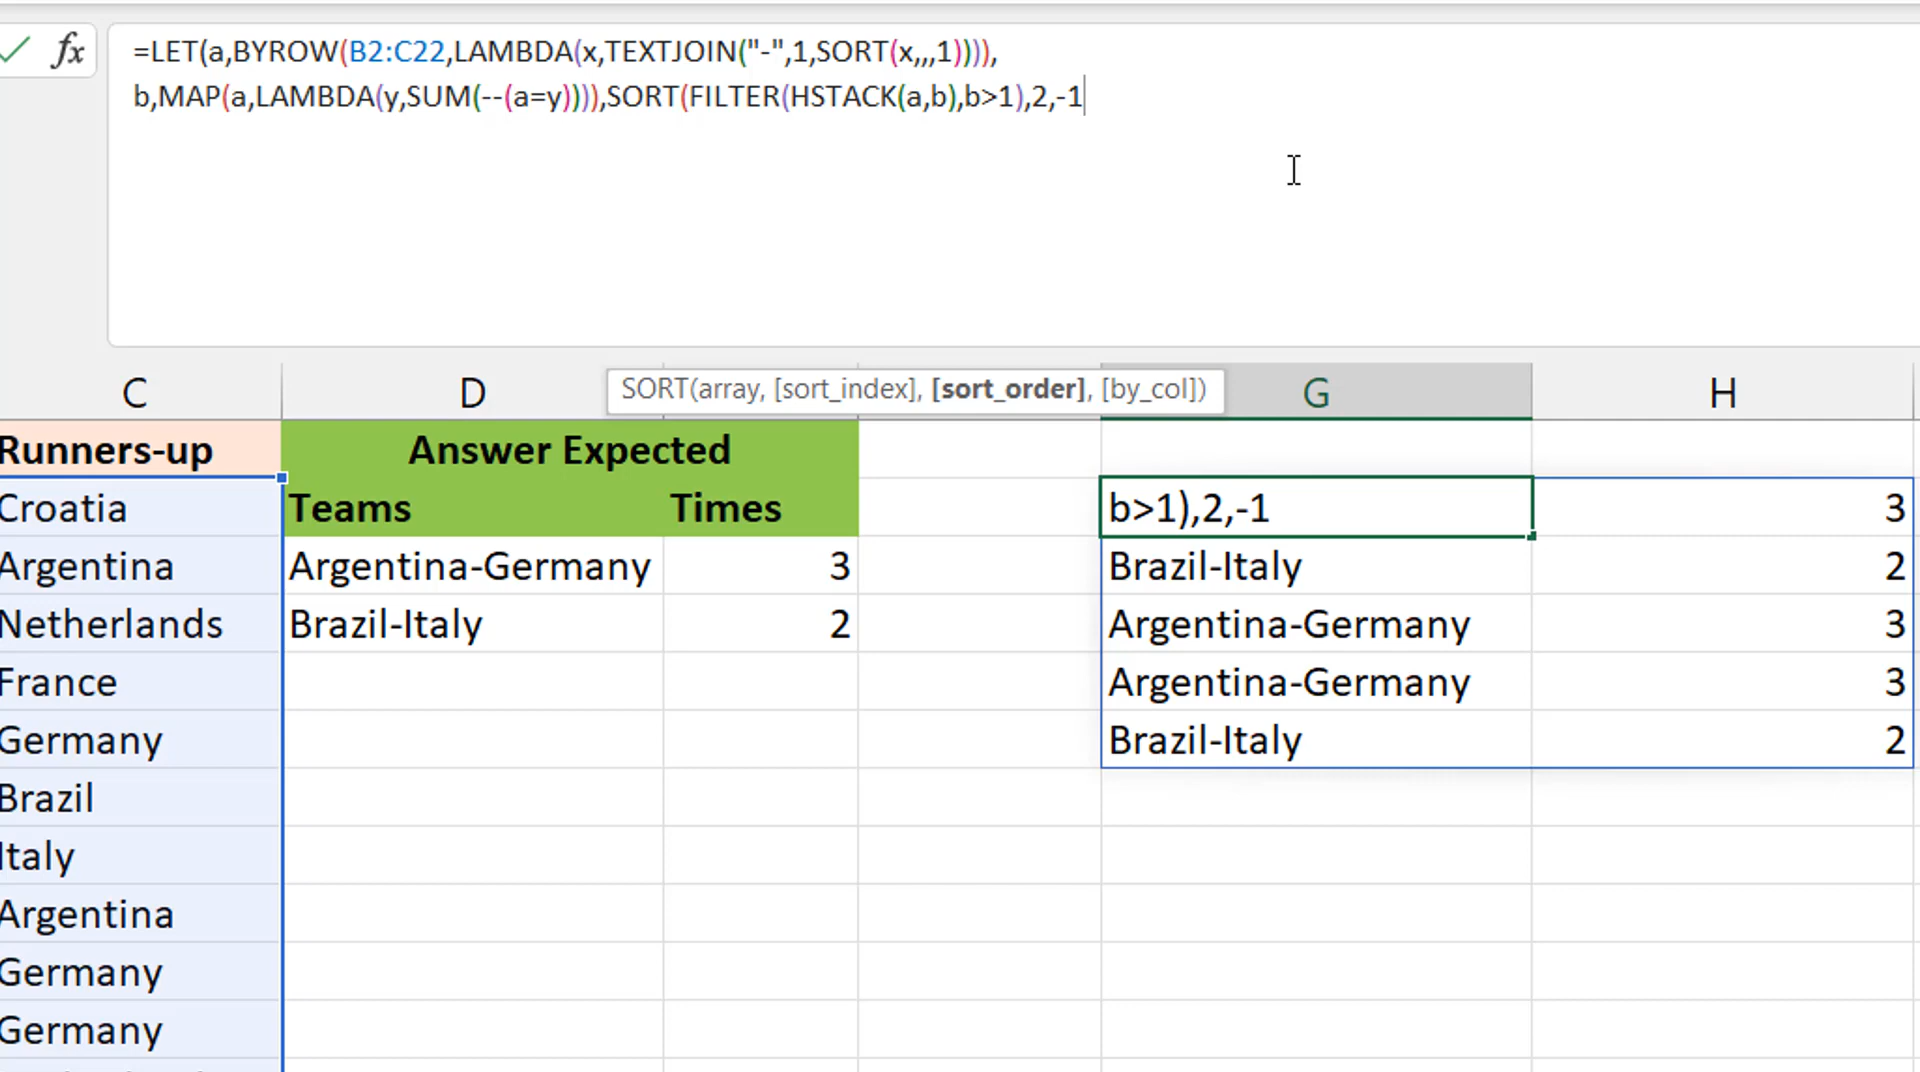 fx
=LET(a,BYROW(B2:C22,LAMBDA(x,TEXTJOIN("-",1,SORT(x,,,1)))),
b,MAP(a,LAMBDA(y,SUM(--(a=y)))),SORT(FILTER(HSTACK(a,b),b>1),2,-1
SORT(array, [sort_index], [sort_order], [by_col])
C D G H
Runners-up Answer Expected
Croatia Teams Times b>1),2,-1 3
Argentina Argentina-Germany 3 Brazil-Italy 2
Netherlands Brazil-Italy 2 Argentina-Germany 3
France Argentina-Germany 3
Germany Brazil-Italy 2
Brazil
Italy
Argentina
Germany
Germany